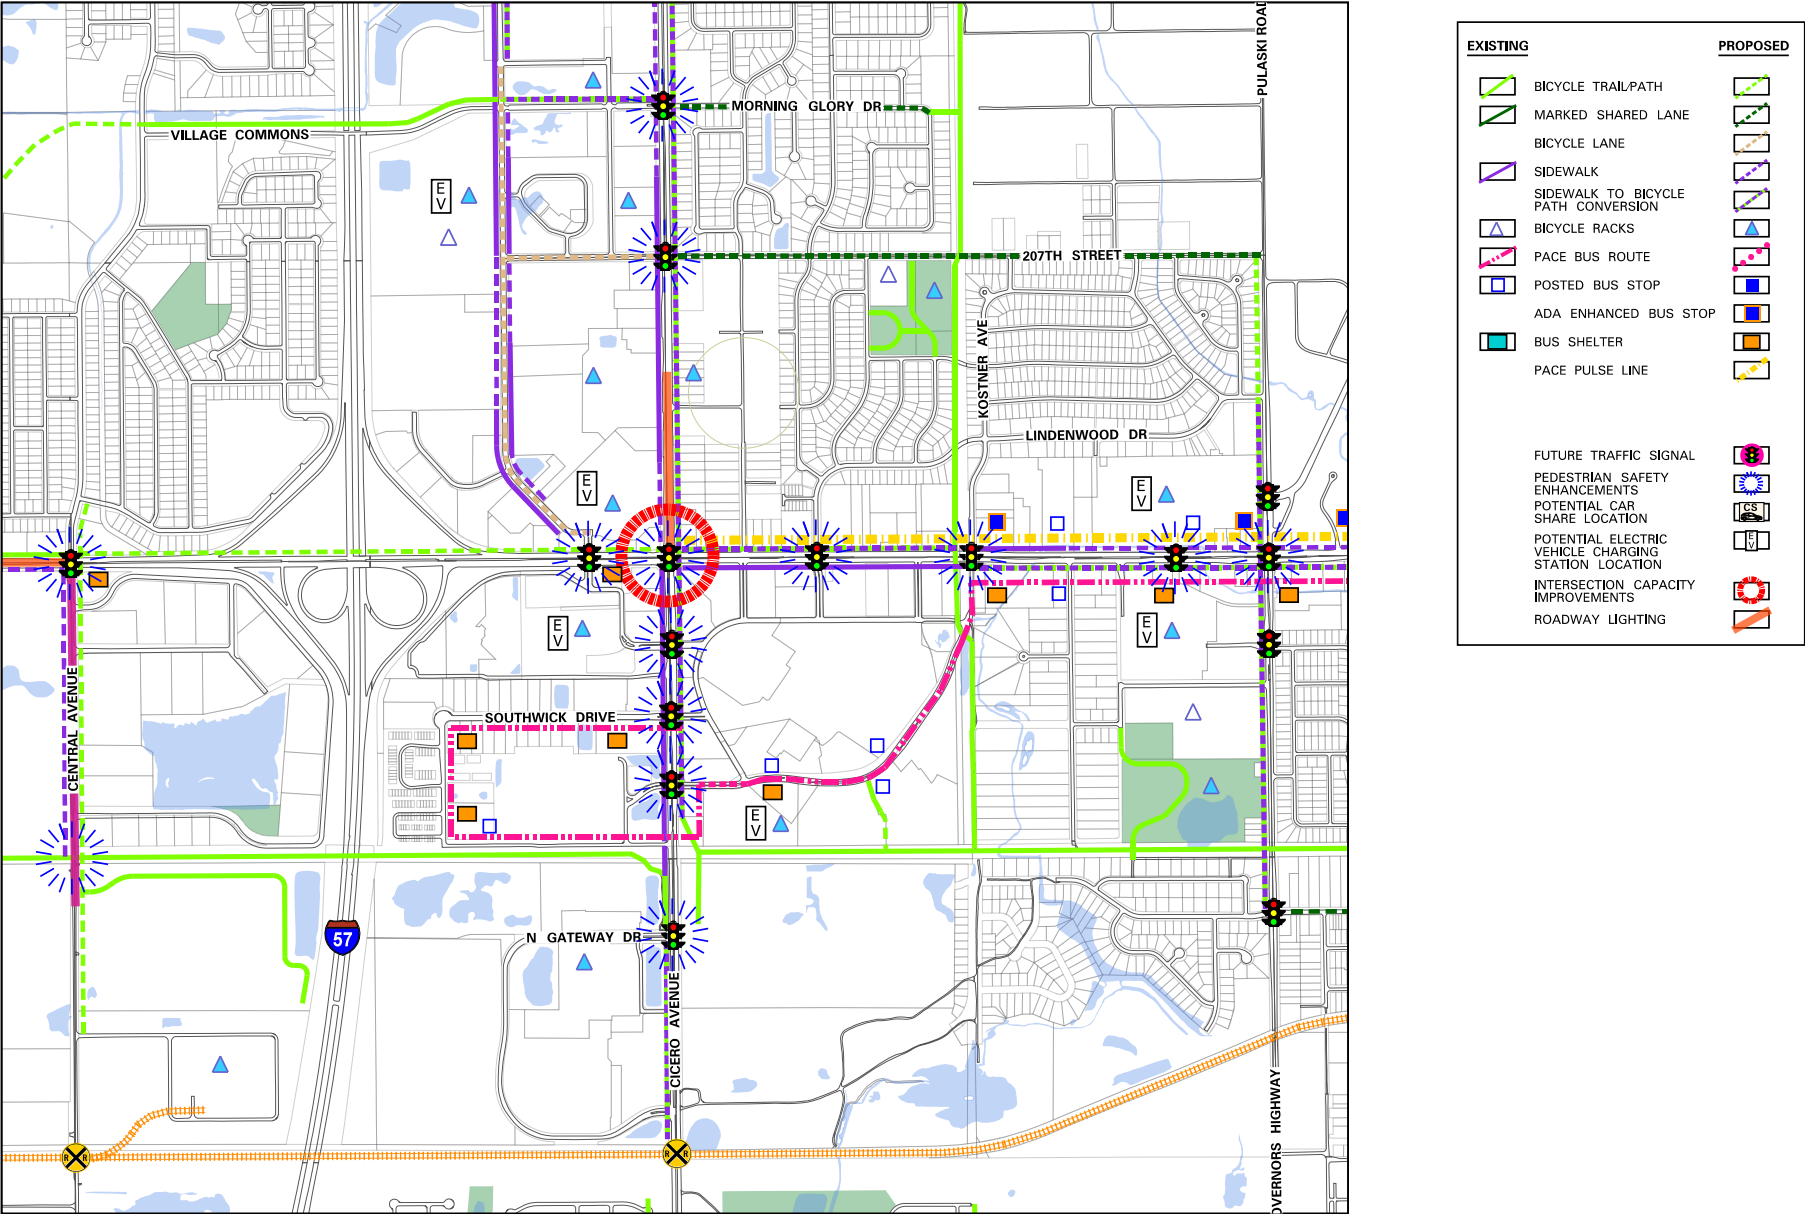 PULASKI ROAD
MORNING GLORY DR
VILLAGE COMMONS
E
V
207TH STREET
KOSTNER AVE
LINDENWOOD DR
E
V
E
V
E
V
E
V
CENTRAL AVENUE
SOUTHWICK DRIVE
E
V
57
N GATEWAY DR
CICERO AVENUE
OVERNORS HIGHWAY
R R
R R
EXISTING
PROPOSED
BICYCLE TRAIL/PATH
MARKED SHARED LANE
BICYCLE LANE
SIDEWALK
SIDEWALK TO BICYCLE
PATH CONVERSION
BICYCLE RACKS
PACE BUS ROUTE
POSTED BUS STOP
ADA ENHANCED BUS STOP
BUS SHELTER
PACE PULSE LINE
FUTURE TRAFFIC SIGNAL
PEDESTRIAN SAFETY
ENHANCEMENTS
POTENTIAL CAR
SHARE LOCATION
CS
POTENTIAL ELECTRIC
VEHICLE CHARGING
STATION LOCATION
E
V
INTERSECTION CAPACITY
IMPROVEMENTS
ROADWAY LIGHTING